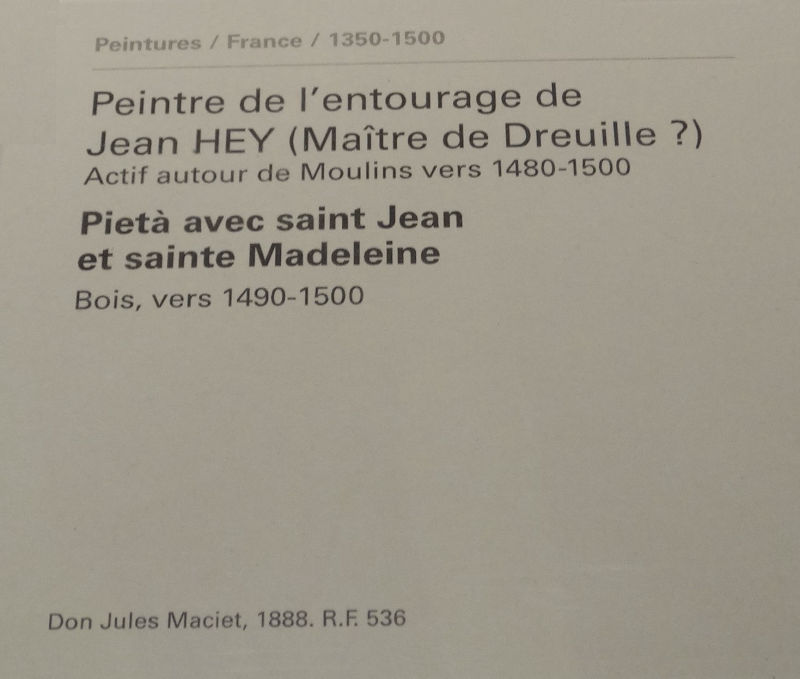 Peintures / France / 1350-1500
Peintre de l'entourage de
Jean HEY (Maître de Dreuille ?)
Actif autour de Moulins vers 1480-1500
Pietà avec saint Jean
et sainte Madeleine
Bois, vers 1490-1500
Don Jules Maciet, 1888. R.F. 536